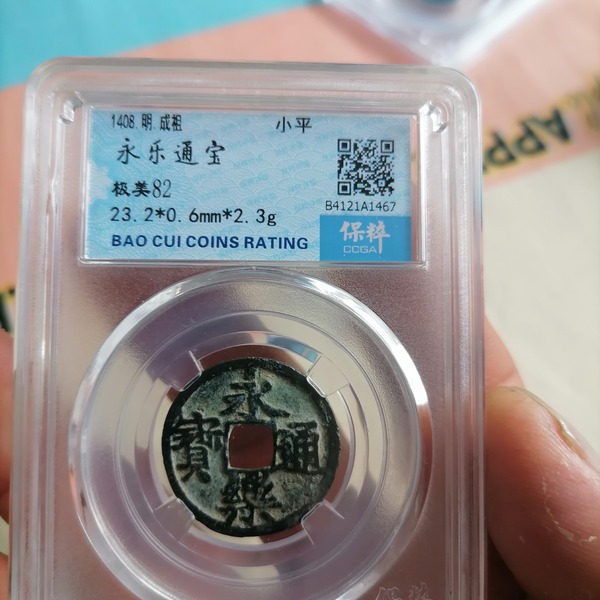 1408.明.成祖
小平
永乐通宝
极美82
23.2*0.6mm*2.3g
B4121A1467
BAO CUI COINS RATING
保粹
CCGA
永樂通寶
APP